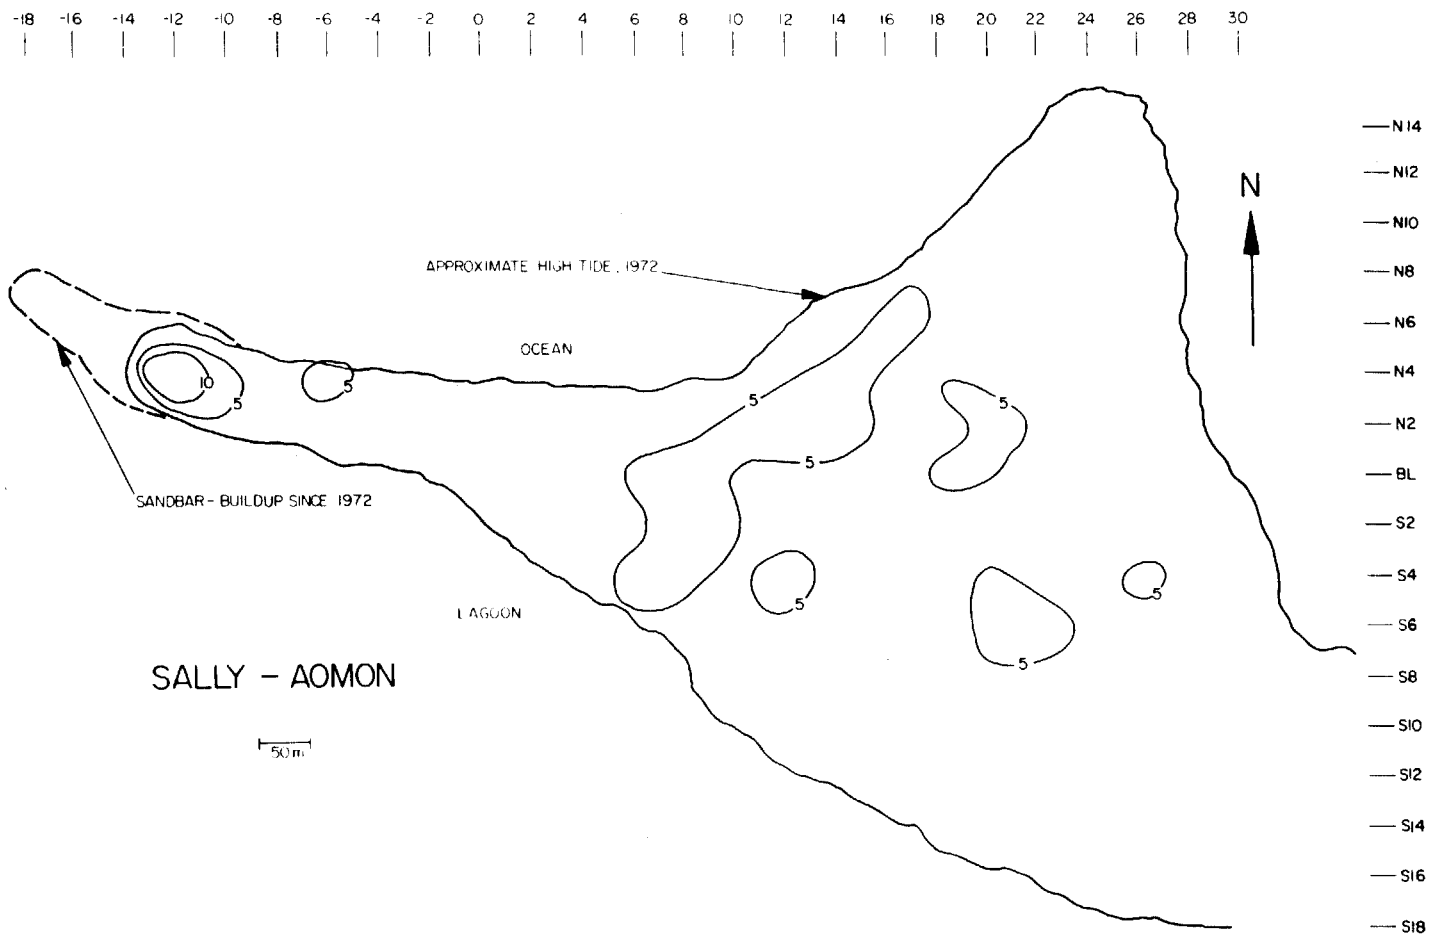 -18 -16 -14 -12 -10 -6 -4 -2 0 2 4 6 8 10 12 14 16 18 20 22 24 26 28 30
N14
N12
N
N10
APPROXIMATE HIGH TIDE, 1972
N8
N6
OCEAN
N4
10
5
5
5
5
N2
5
BL
SANDBAR - BUILDUP SINCE 1972
S2
S4
5
5
LAGOON
S6
5
SALLY - AOMON
S8
S10
50 m
S12
S14
S16
S18